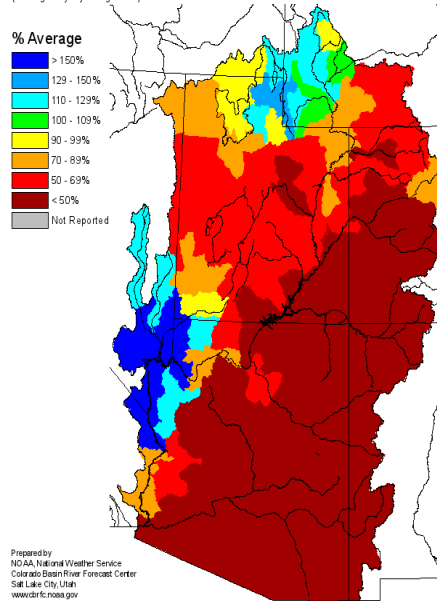 % Average
>150%
129 - 150%
110 - 129%
100 - 109%
90 - 99%
70 - 89%
50 - 69%
<50%
Not Reported
Prepared by
NOAA, National Weather Service
Colorado Basin River Forecast Center
Salt Lake City, Utah
www.cbrfc.noaa.gov